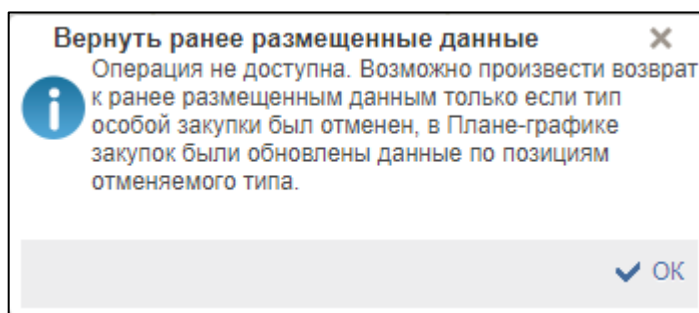 Вернуть ранее размещенные данные
Операция не доступна. Возможно произвести возврат
к ранее размещенным данным только если тип
особой закупки был отменен, в Плане-графике
закупок были обновлены данные по позициям
отменяемого типа.
ОК